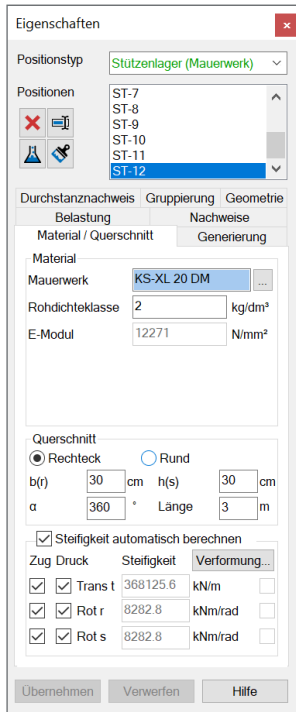 Eigenschaften
Positionstyp Stützenlager (Mauerwerk)
Positionen ST-7
ST-8
ST-9
ST-10
ST-11
ST-12
Durchstanznachweis Gruppierung Geometrie
Belastung Nachweise
Material / Querschnitt Generierung
Material
Mauerwerk KS-XL 20 DM ...
Rohdichteklasse 2 kg/dm³
E-Modul 12271 N/mm²
Querschnitt
Rechteck Rund
b(r) 30 cm h(s) 30 cm
α 360 ° Länge 3 m
Steifigkeit automatisch berechnen
Zug Druck Steifigkeit Verformung...
Trans t 368125.6 kN/m
Rot r 8282.8 kNm/rad
Rot s 8282.8 kNm/rad
Übernehmen Verwerfen Hilfe